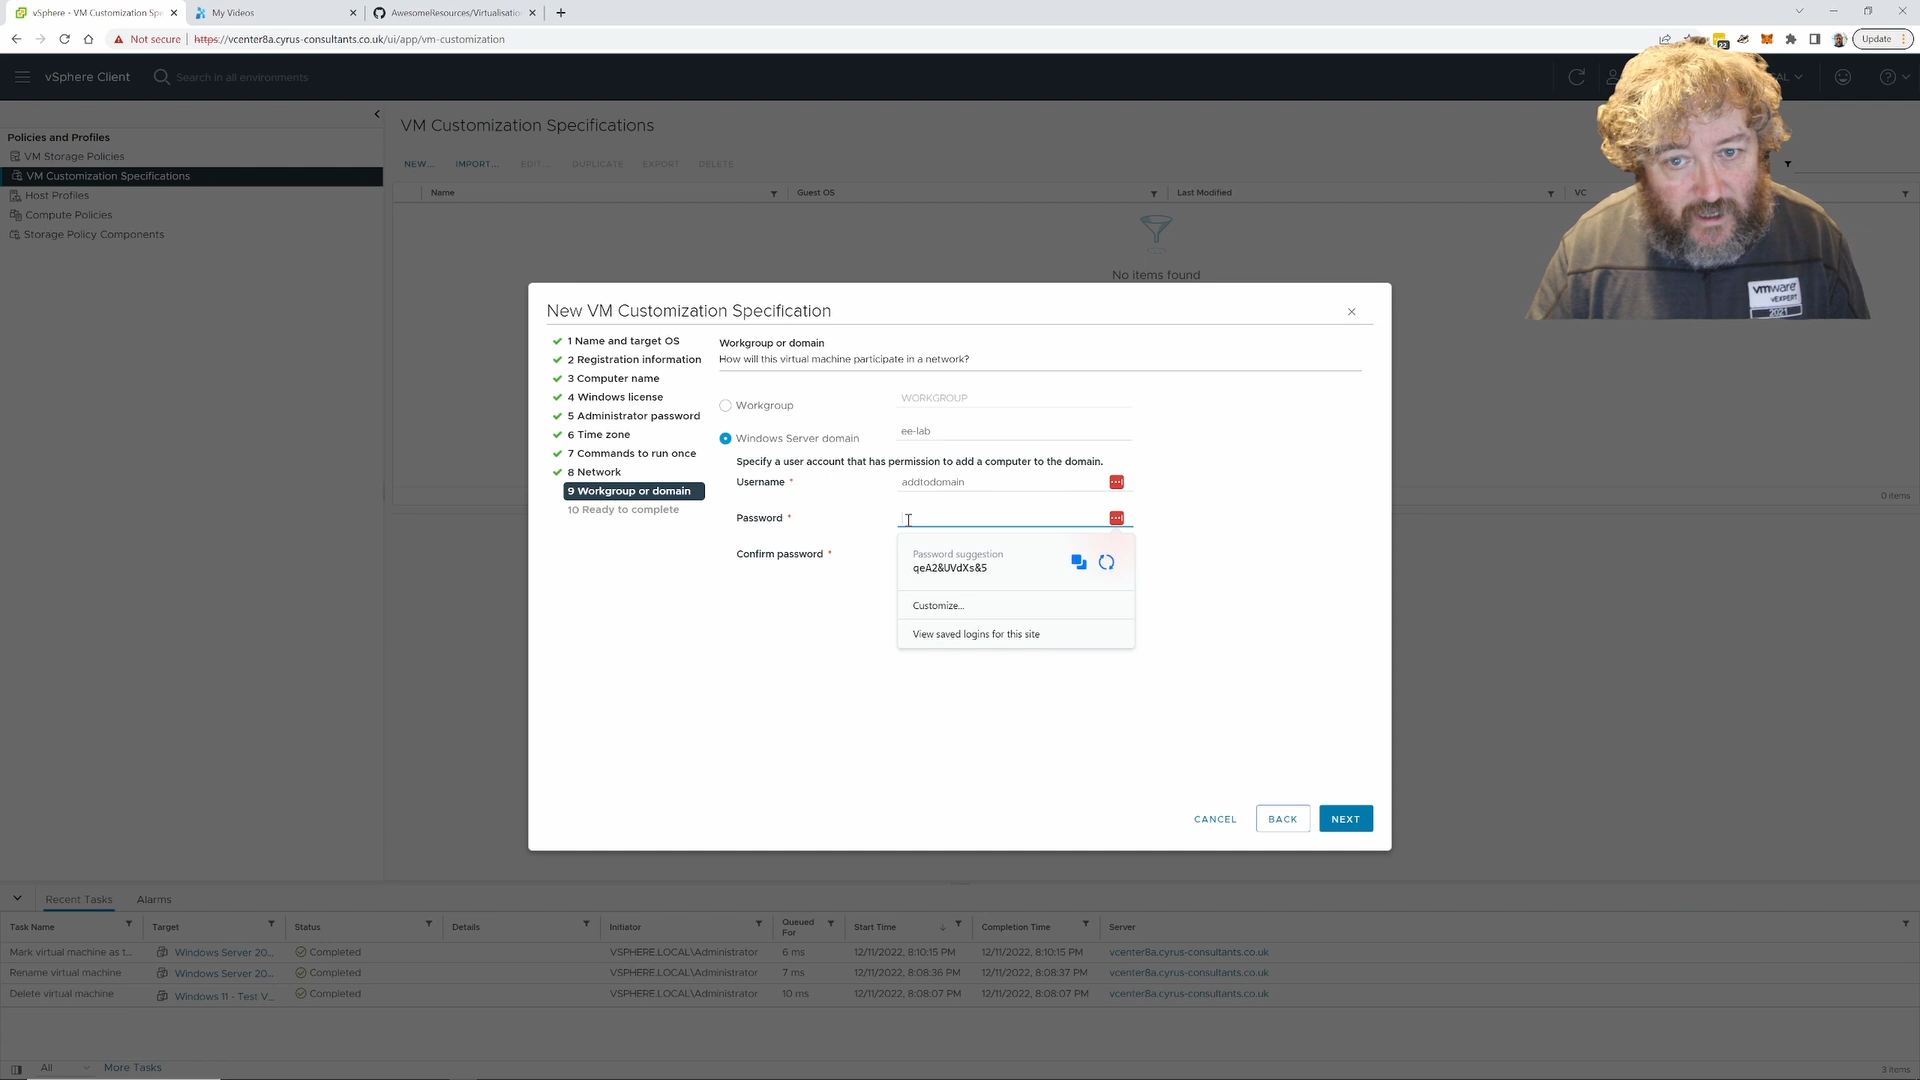 vSphere - VM Customization Spe
My Videos
AwesomeResources/Virtualisatio
Update
Not secure
https://vcenter8a.cyrus-consultants.co.uk/ui/app/vm-customization
22
vSphere Client
Search in all environments
Policies and Profiles
VM Storage Policies
VM Customization Specifications
Host Profiles
Compute Policies
Storage Policy Components
VM Customization Specifications
NEW...
IMPORT...
EDIT...
DUPLICATE
EXPORT
DELETE
Name
Guest OS
Last Modified
VC
No items found
0 items
vmware
VEXPERT
2021
New VM Customization Specification
1 Name and target OS
2 Registration information
3 Computer name
4 Windows license
5 Administrator password
6 Time zone
7 Commands to run once
8 Network
9 Workgroup or domain
10 Ready to complete
Workgroup or domain
How will this virtual machine participate in a network?
Workgroup
WORKGROUP
Windows Server domain
ee-lab
Specify a user account that has permission to add a computer to the domain.
Username *
addtodomain
Password *
Confirm password *
Password suggestion
qeA2&UVdXs&5
Customize...
View saved logins for this site
CANCEL
BACK
NEXT
Recent Tasks
Alarms
Task Name
Target
Status
Details
Initiator
Queued For
Start Time
Completion Time
Server
Mark virtual machine as t...
Windows Server 20...
Completed
VSPHERE.LOCAL\Administrator
6 ms
12/11/2022, 8:10:15 PM
12/11/2022, 8:10:15 PM
vcenter8a.cyrus-consultants.co.uk
Rename virtual machine
Windows Server 20...
Completed
VSPHERE.LOCAL\Administrator
7 ms
12/11/2022, 8:08:36 PM
12/11/2022, 8:08:37 PM
vcenter8a.cyrus-consultants.co.uk
Delete virtual machine
Windows 11 - Test V...
Completed
VSPHERE.LOCAL\Administrator
10 ms
12/11/2022, 8:08:07 PM
12/11/2022, 8:08:07 PM
vcenter8a.cyrus-consultants.co.uk
All
More Tasks
3 items